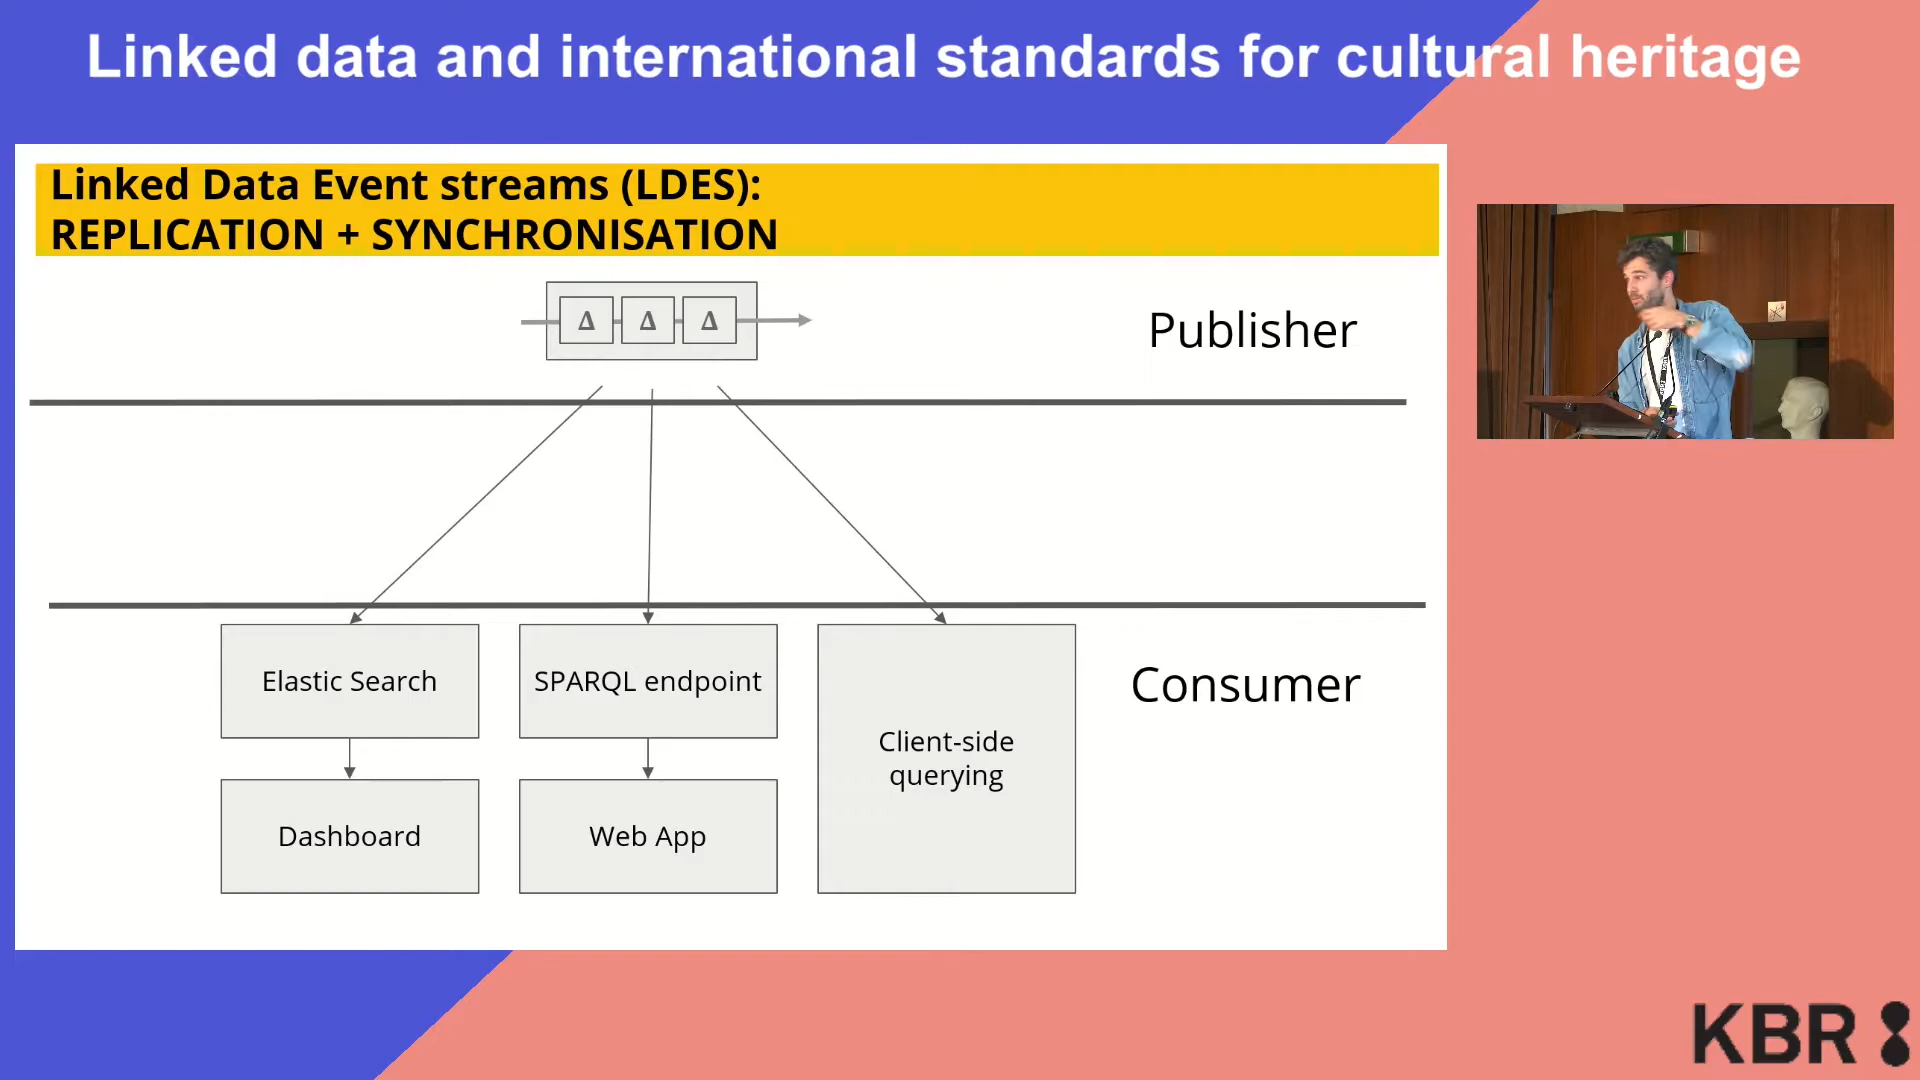 Linked data and international standards for cultural heritage
Linked Data Event streams (LDES):
REPLICATION + SYNCHRONISATION
Δ Δ Δ
Publisher
Elastic Search
SPARQL endpoint
Client-side
querying
Consumer
Dashboard
Web App
KBR